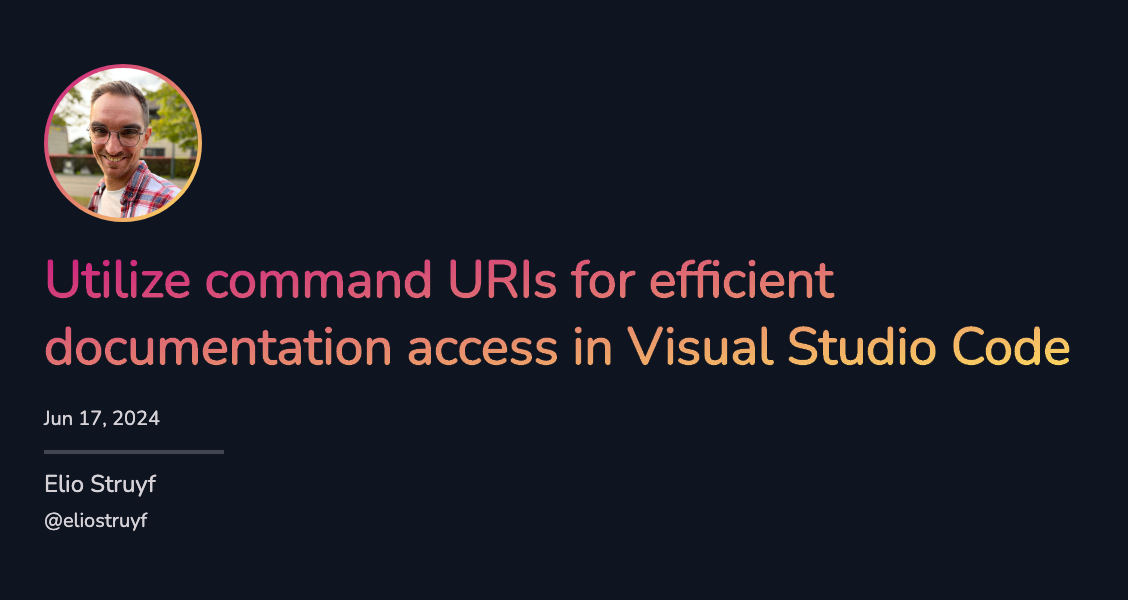 Utilize command URIs for efficient
documentation access in Visual Studio Code
Jun 17, 2024
Elio Struyf
@eliostruyf